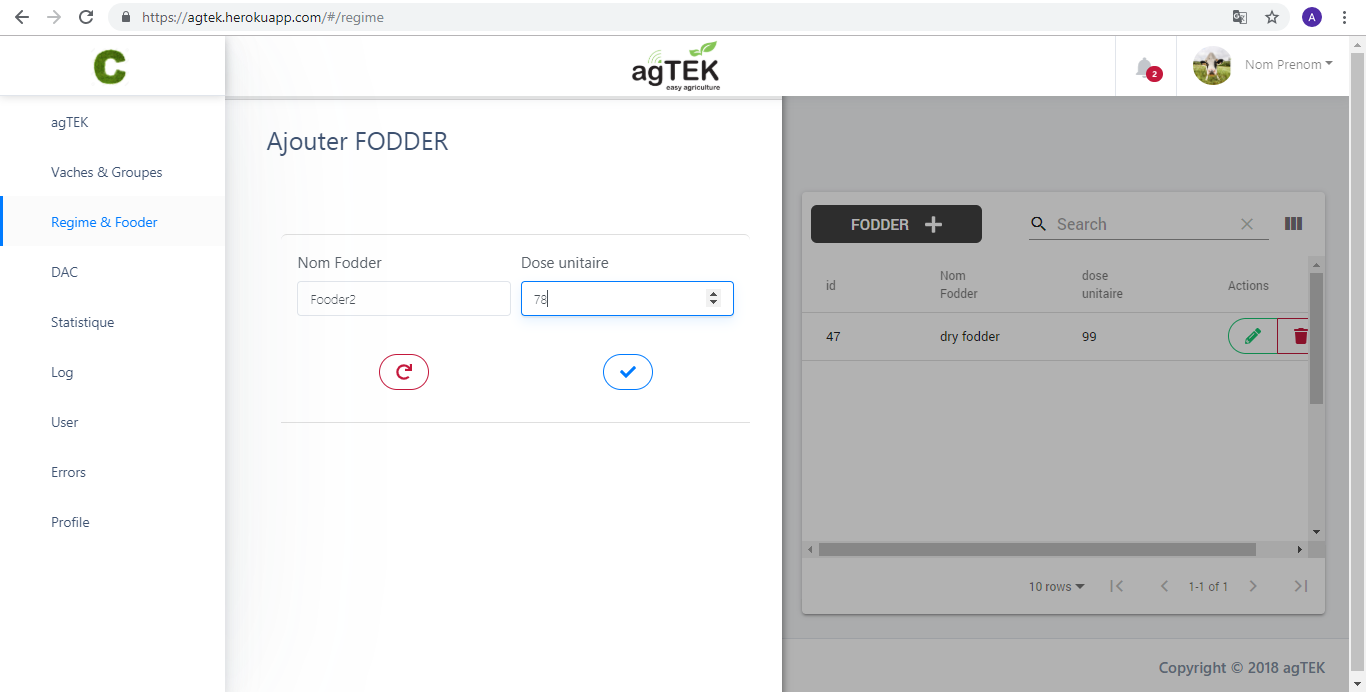 https://agtek.herokuapp.com/#/regime
A
C
agTEK
easy agriculture
2
Nom Prenom
agTEK
Vaches & Groupes
Regime & Fooder
DAC
Statistique
Log
User
Errors
Profile
Ajouter FODDER
Nom Fodder Dose unitaire
Fooder2 78
FODDER Search
id Nom Fodder dose unitaire Actions
47 dry fodder 99
10 rows 1-1 of 1
Copyright © 2018 agTEK